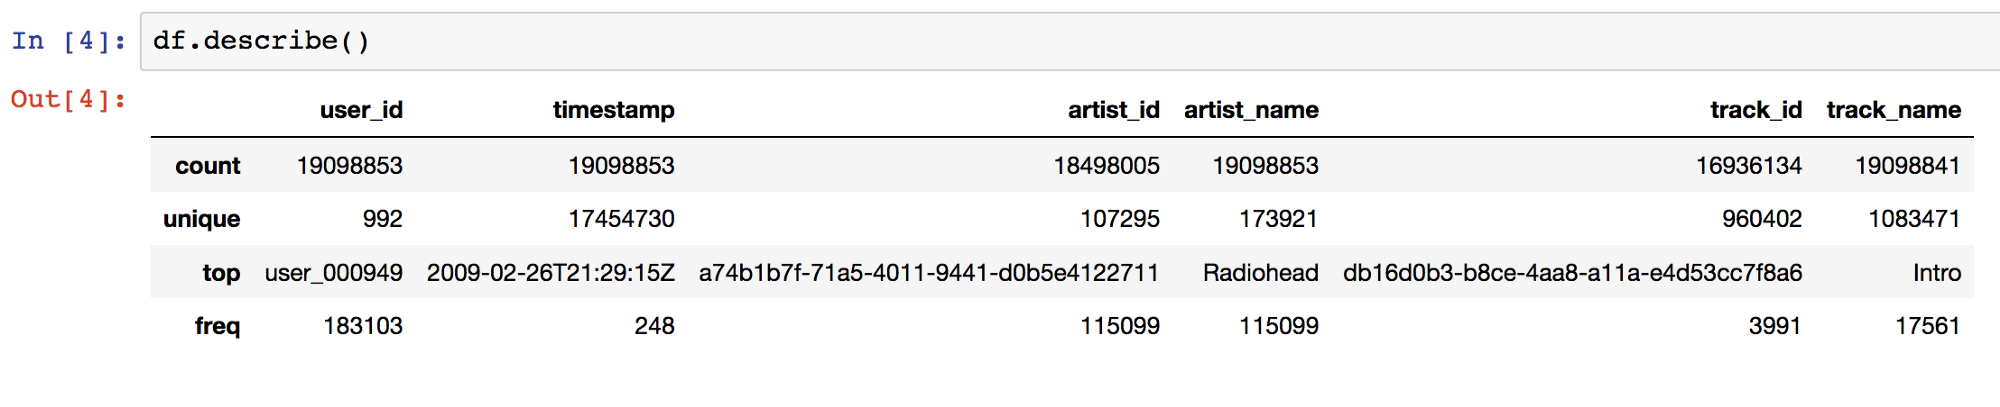 In [4]: df.describe()
Out[4]:
user_id timestamp artist_id artist_name track_id track_name
count 19098853 19098853 18498005 19098853 16936134 19098841
unique 992 17454730 107295 173921 960402 1083471
top user_000949 2009-02-26T21:29:15Z a74b1b7f-71a5-4011-9441-d0b5e4122711 Radiohead db16d0b3-b8ce-4aa8-a11a-e4d53cc7f8a6 Intro
freq 183103 248 115099 115099 3991 17561